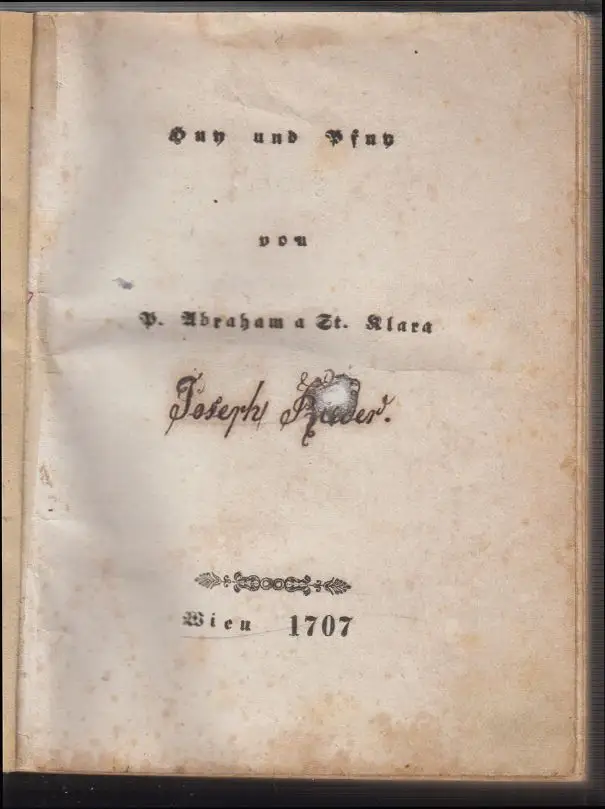 Huy und Pfuy
von
P. Abraham a St. Klara
Joseph
Wien 1707